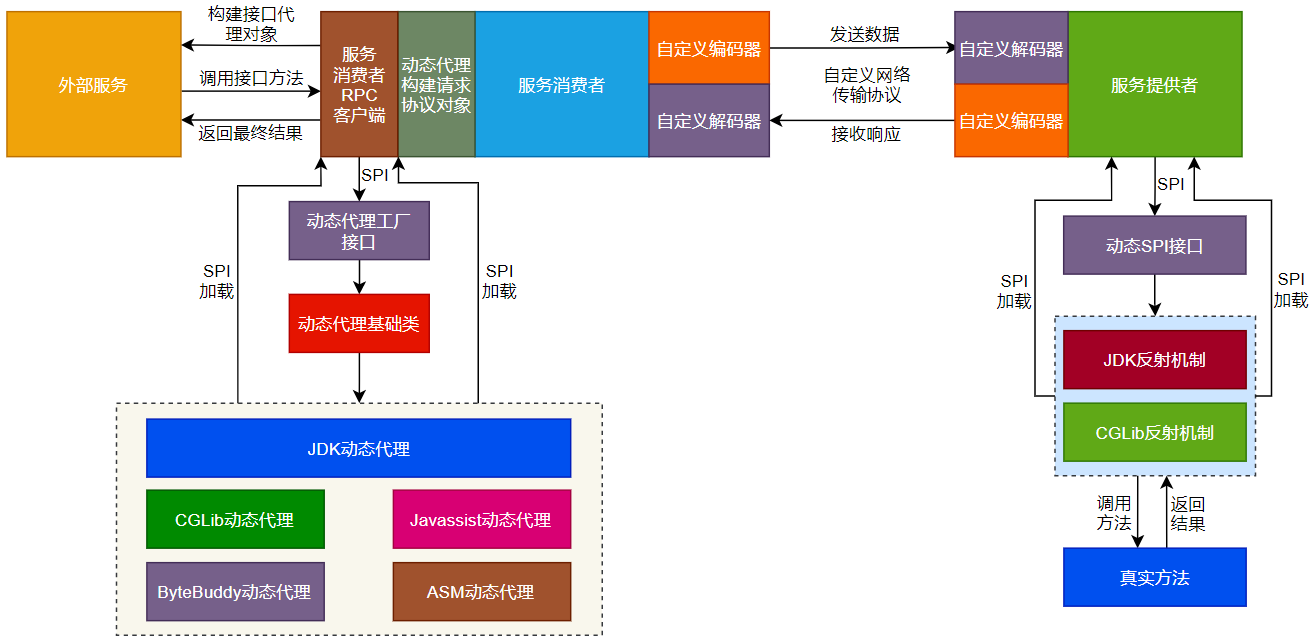 外部服务
构建接口代
理对象
调用接口方法
返回最终结果
服务
消费者
RPC
客户端
动态代理
构建请求
协议对象
服务消费者
自定义编码器
自定义解码器
发送数据
自定义网络
传输协议
接收响应
自定义解码器
自定义编码器
服务提供者
SPI
动态代理工厂
接口
动态代理基础类
SPI
加载
SPI
加载
JDK动态代理
CGLib动态代理
Javassist动态代理
ByteBuddy动态代理
ASM动态代理
SPI
动态SPI接口
SPI
加载
SPI
加载
JDK反射机制
CGLib反射机制
调用
方法
返回
结果
真实方法